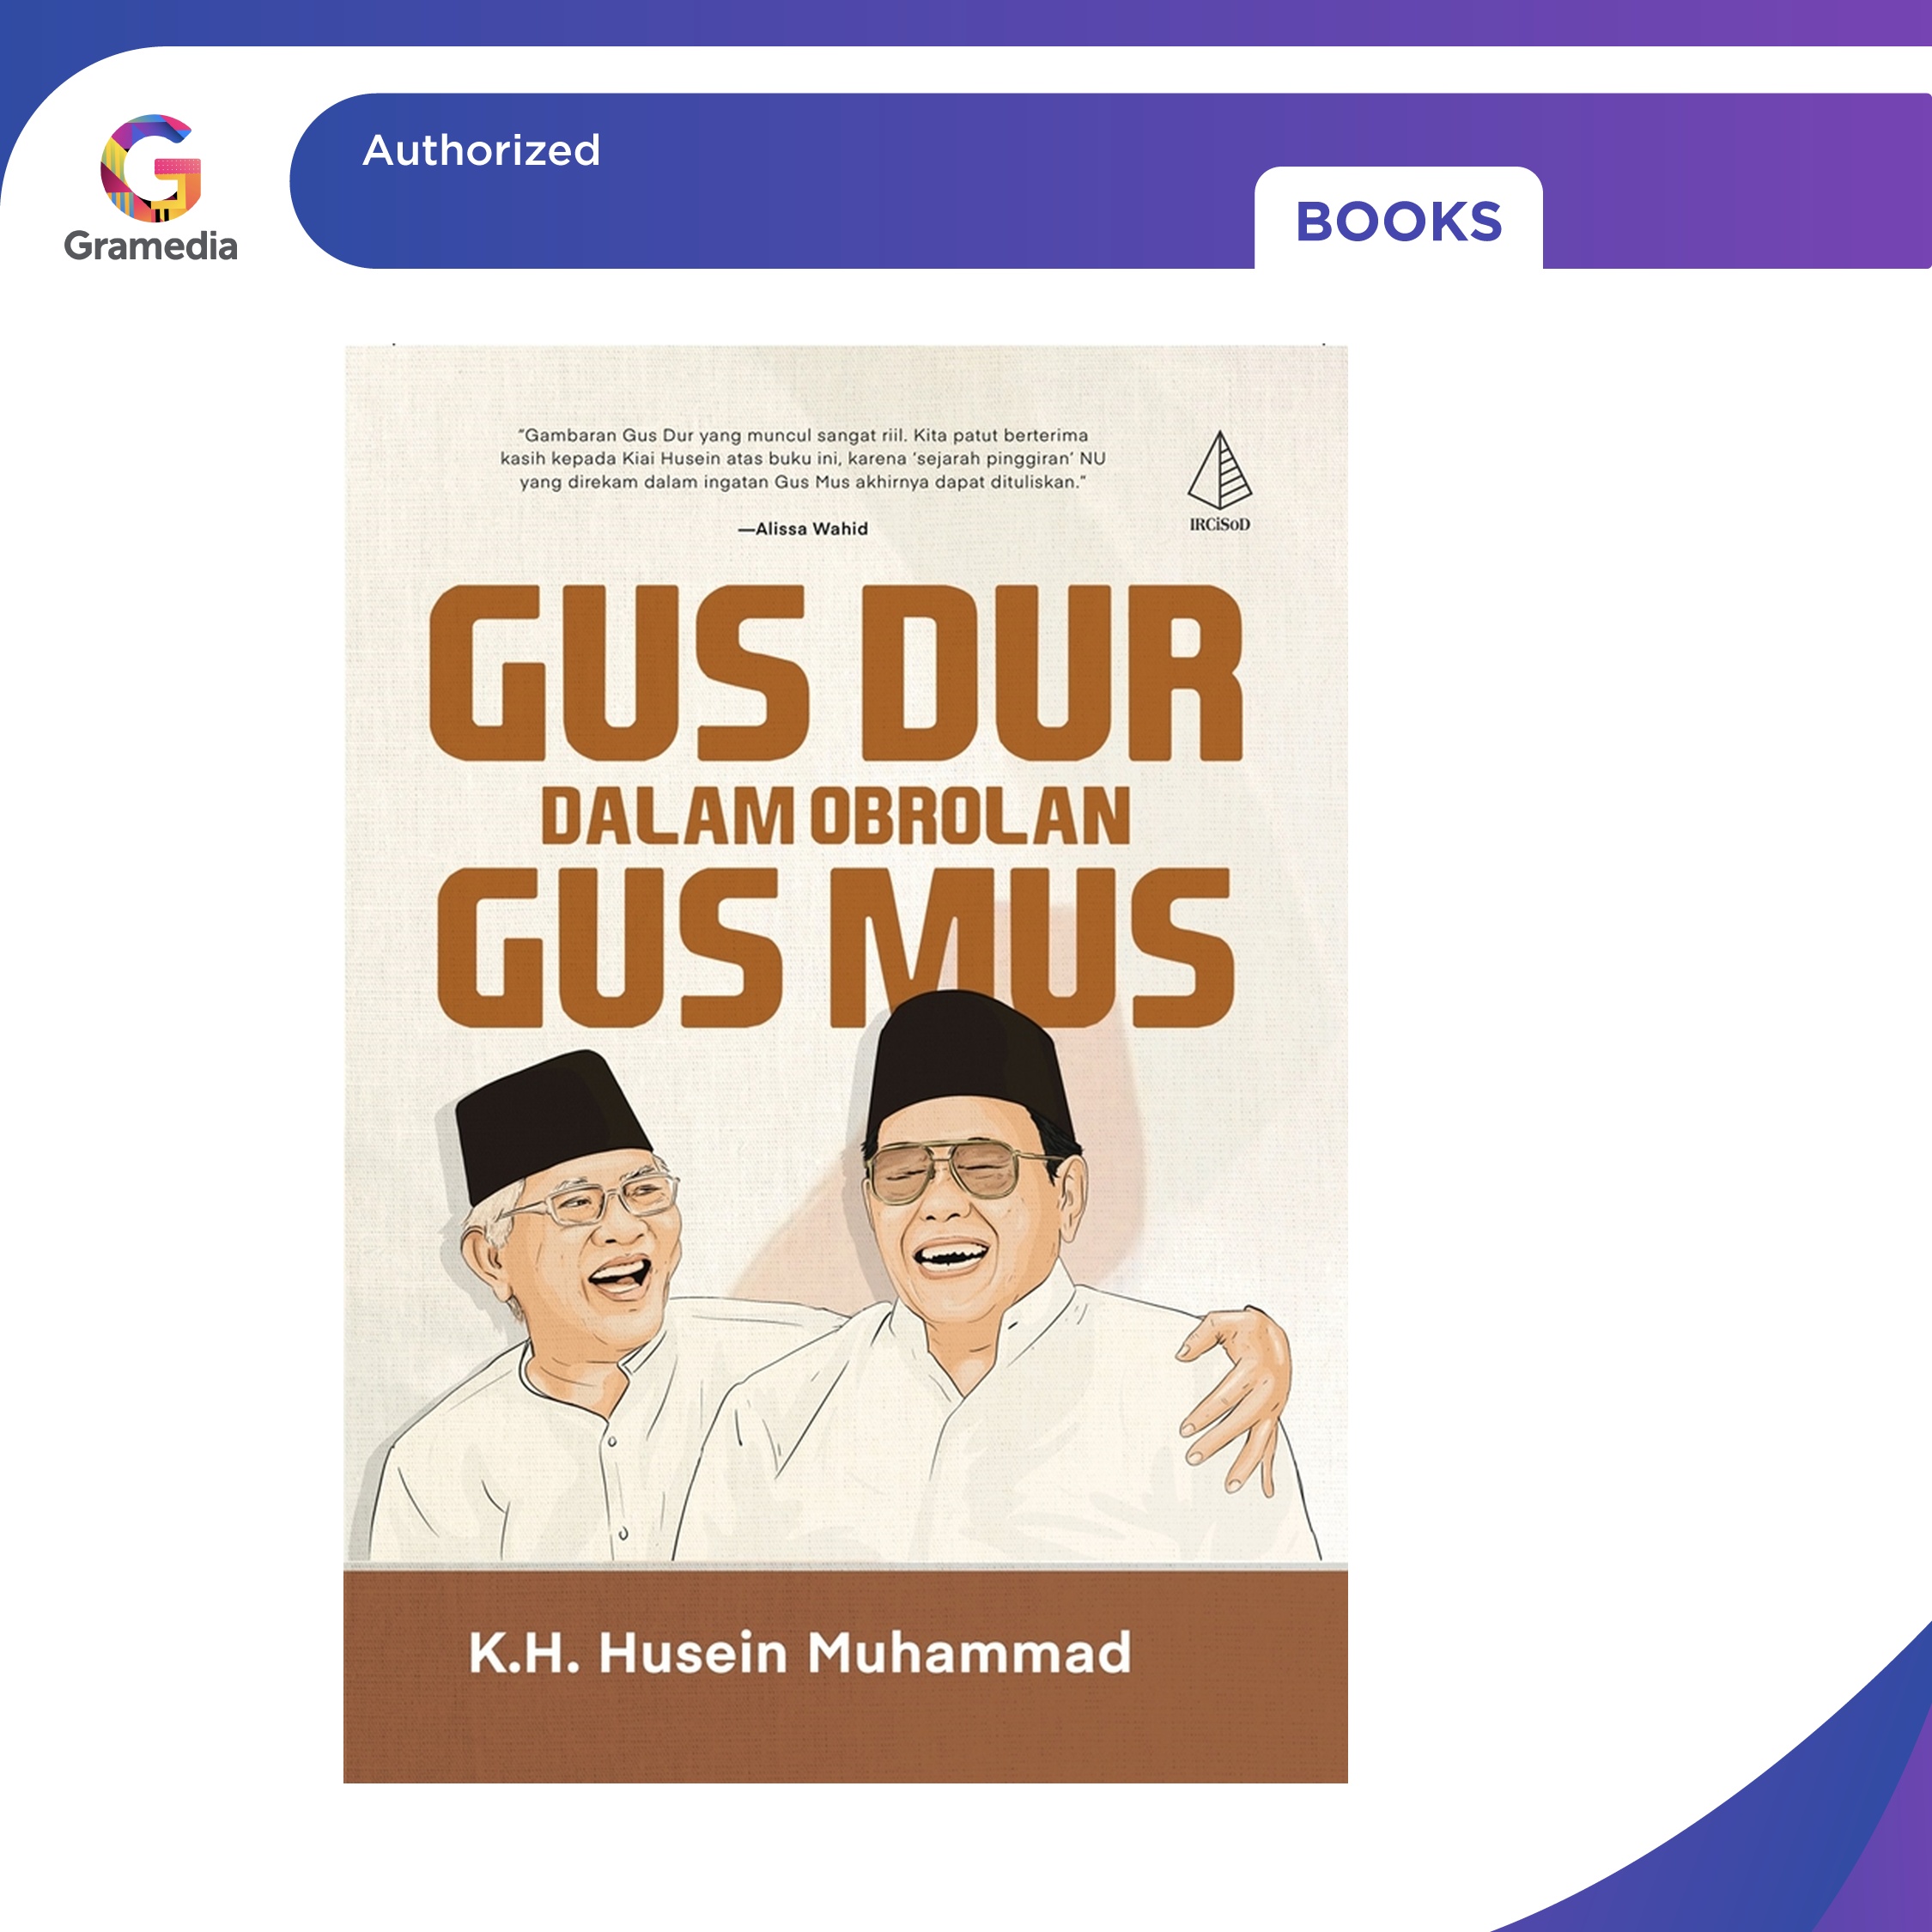 Gramedia
Authorized
BOOKS
“Gambaran Gus Dur yang muncul sangat riil. Kita patut berterima
kasih kepada Kiai Husein atas buku ini, karena ‘sejarah pinggiran’ NU
yang direkam dalam ingatan Gus Mus akhirnya dapat dituliskan.”
—Alissa Wahid
IRCiSoD
GUS DUR
DALAM OBROLAN
GUS MUS
K.H. Husein Muhammad